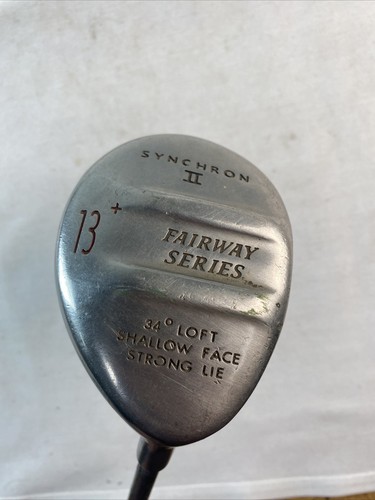 SYNCHRON
II
13+
FAIRWAY
SERIES
34° LOFT
SHALLOW FACE
STRONG LIE